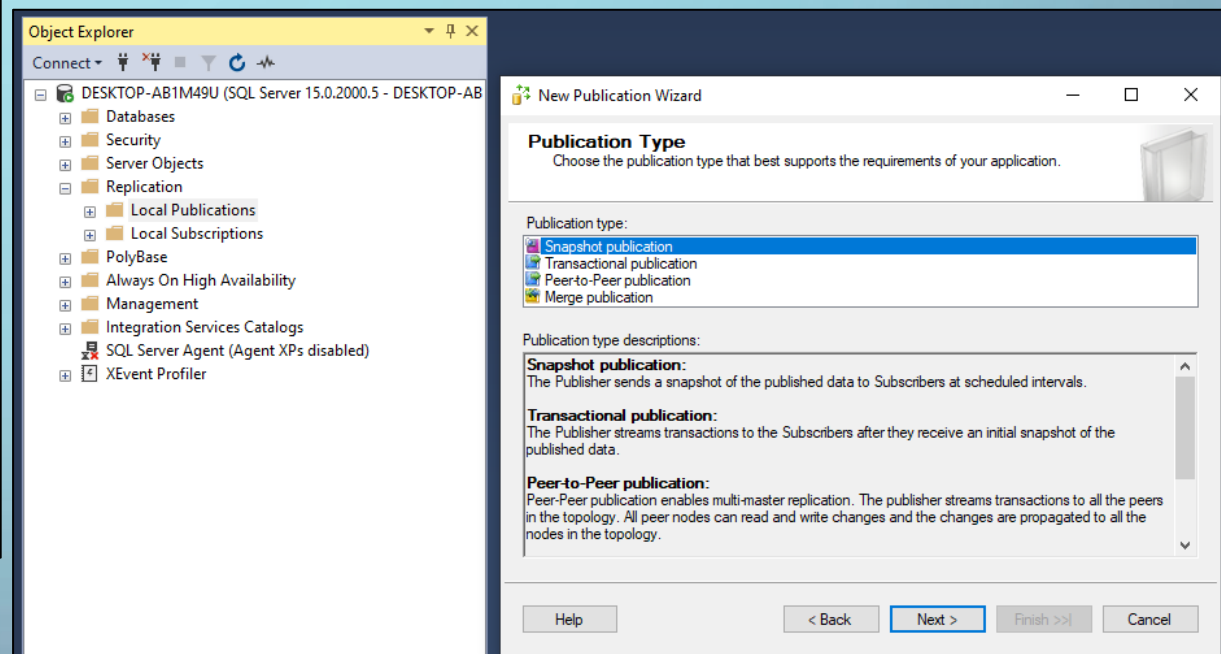 Object Explorer
Connect
DESKTOP-AB1M49U (SQL Server 15.0.2000.5 - DESKTOP-AB
Databases
Security
Server Objects
Replication
Local Publications
Local Subscriptions
PolyBase
Always On High Availability
Management
Integration Services Catalogs
SQL Server Agent (Agent XPs disabled)
XEvent Profiler
New Publication Wizard
Publication Type
Choose the publication type that best supports the requirements of your application.
Publication type:
Snapshot publication
Transactional publication
Peer-to-Peer publication
Merge publication
Publication type descriptions:
Snapshot publication:
The Publisher sends a snapshot of the published data to Subscribers at scheduled intervals.
Transactional publication:
The Publisher streams transactions to the Subscribers after they receive an initial snapshot of the
published data.
Peer-to-Peer publication:
Peer-Peer publication enables multi-master replication. The publisher streams transactions to all the peers
in the topology. All peer nodes can read and write changes and the changes are propagated to all the
nodes in the topology.
Help
< Back
Next >
Finish >>|
Cancel